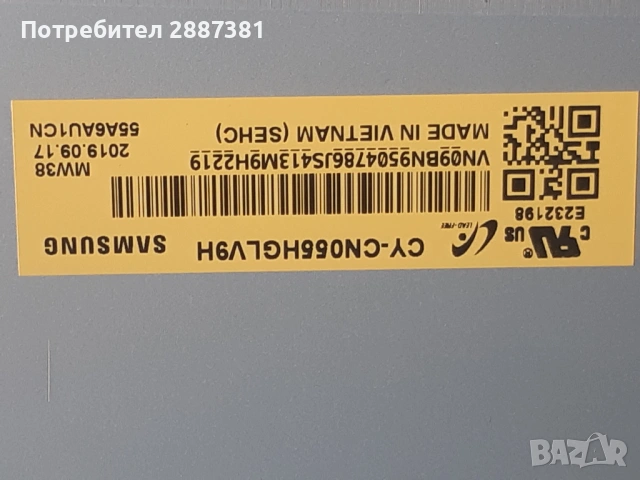 Потребител 2887381
SAMSUNG
CY-CN055HGLV9H
LEAD-FREE
c
US
E232198
MW38
2019.09.17
55A6AU1CN
VN09BN9504786JS413M9H2219
MADE IN VIETNAM (SEHC)
BAZAR